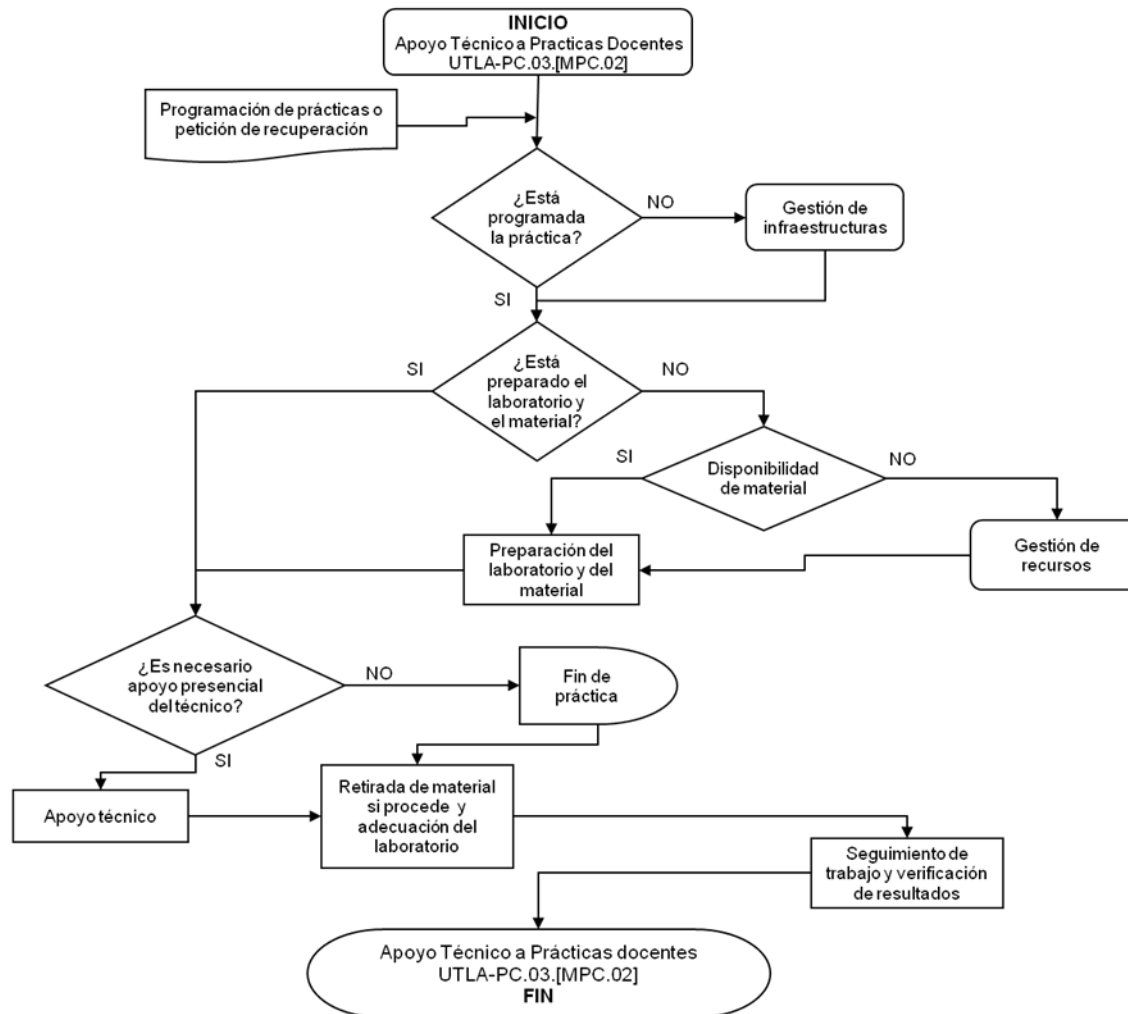 INICIO
Apoyo Técnico a Practicas Docentes
UTLA-PC.03.[MPC.02]
Programación de prácticas o
petición de recuperación
¿Está
programada
la práctica?
NO
Gestión de
infraestructuras
SI
¿Está
preparado el
laboratorio y
el material?
SI
NO
Disponibilidad
de material
SI
NO
Preparación del
laboratorio y del
material
Gestión de
recursos
¿Es necesario
apoyo presencial
del técnico?
NO
Fin de
práctica
SI
Apoyo técnico
Retirada de material
si procede y
adecuación del
laboratorio
Seguimiento de
trabajo y verificación
de resultados
Apoyo Técnico a Prácticas docentes
UTLA-PC.03.[MPC.02]
FIN